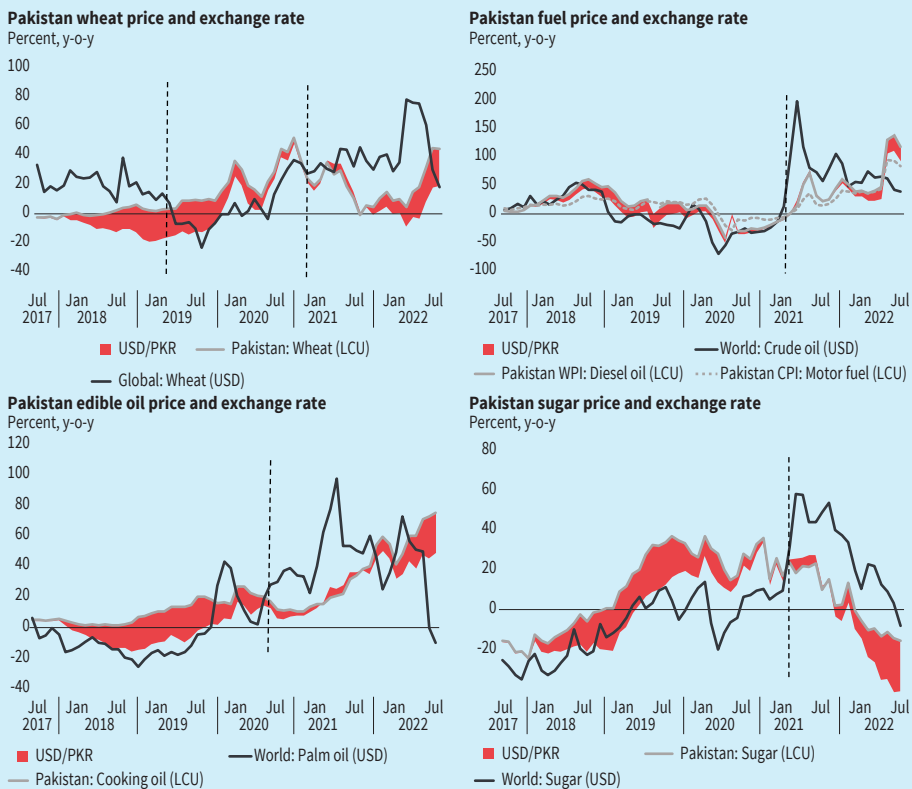 Pakistan wheat price and exchange rate
Percent, y-o-y
100
80
60
40
20
0
-20
-40
Jul Jan Jul Jan Jul Jan Jul Jan Jul Jan Jul
2017 2018 2019 2020 2021 2022
USD/PKR Pakistan: Wheat (LCU)
Global: Wheat (USD)
Pakistan fuel price and exchange rate
Percent, y-o-y
250
200
150
100
50
0
-50
-100
Jul Jan Jul Jan Jul Jan Jul Jan Jul Jan Jul
2017 2018 2019 2020 2021 2022
USD/PKR World: Crude oil (USD)
Pakistan WPI: Diesel oil (LCU) Pakistan CPI: Motor fuel (LCU)
Pakistan edible oil price and exchange rate
Percent, y-o-y
120
100
80
60
40
20
0
-20
-40
Jul Jan Jul Jan Jul Jan Jul Jan Jul Jan Jul
2017 2018 2019 2020 2021 2022
USD/PKR World: Palm oil (USD)
Pakistan: Cooking oil (LCU)
Pakistan sugar price and exchange rate
Percent, y-o-y
80
60
40
20
0
-20
Jul Jan Jul Jan Jul Jan Jul Jan Jul Jan Jul
2017 2018 2019 2020 2021 2022
USD/PKR Pakistan: Sugar (LCU)
World: Sugar (USD)